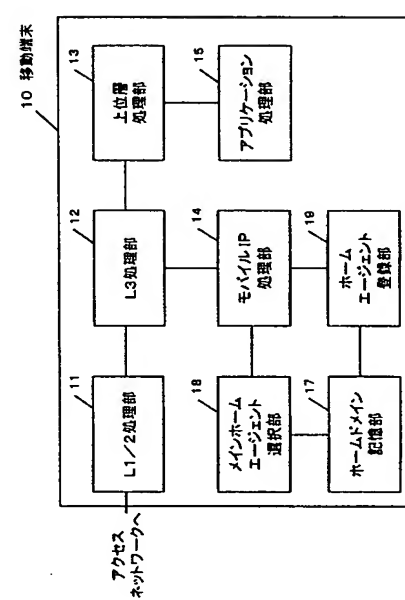 10 移動端末
アクセス
ネットワークへ
11
L1/2処理部
12
L3処理部
13
上位層
処理部
14
モバイルIP
処理部
15
アプリケーション
処理部
18
メインホーム
エージェント
選択部
17
ホームドメイン
記憶部
19
ホーム
エージェント
登録部